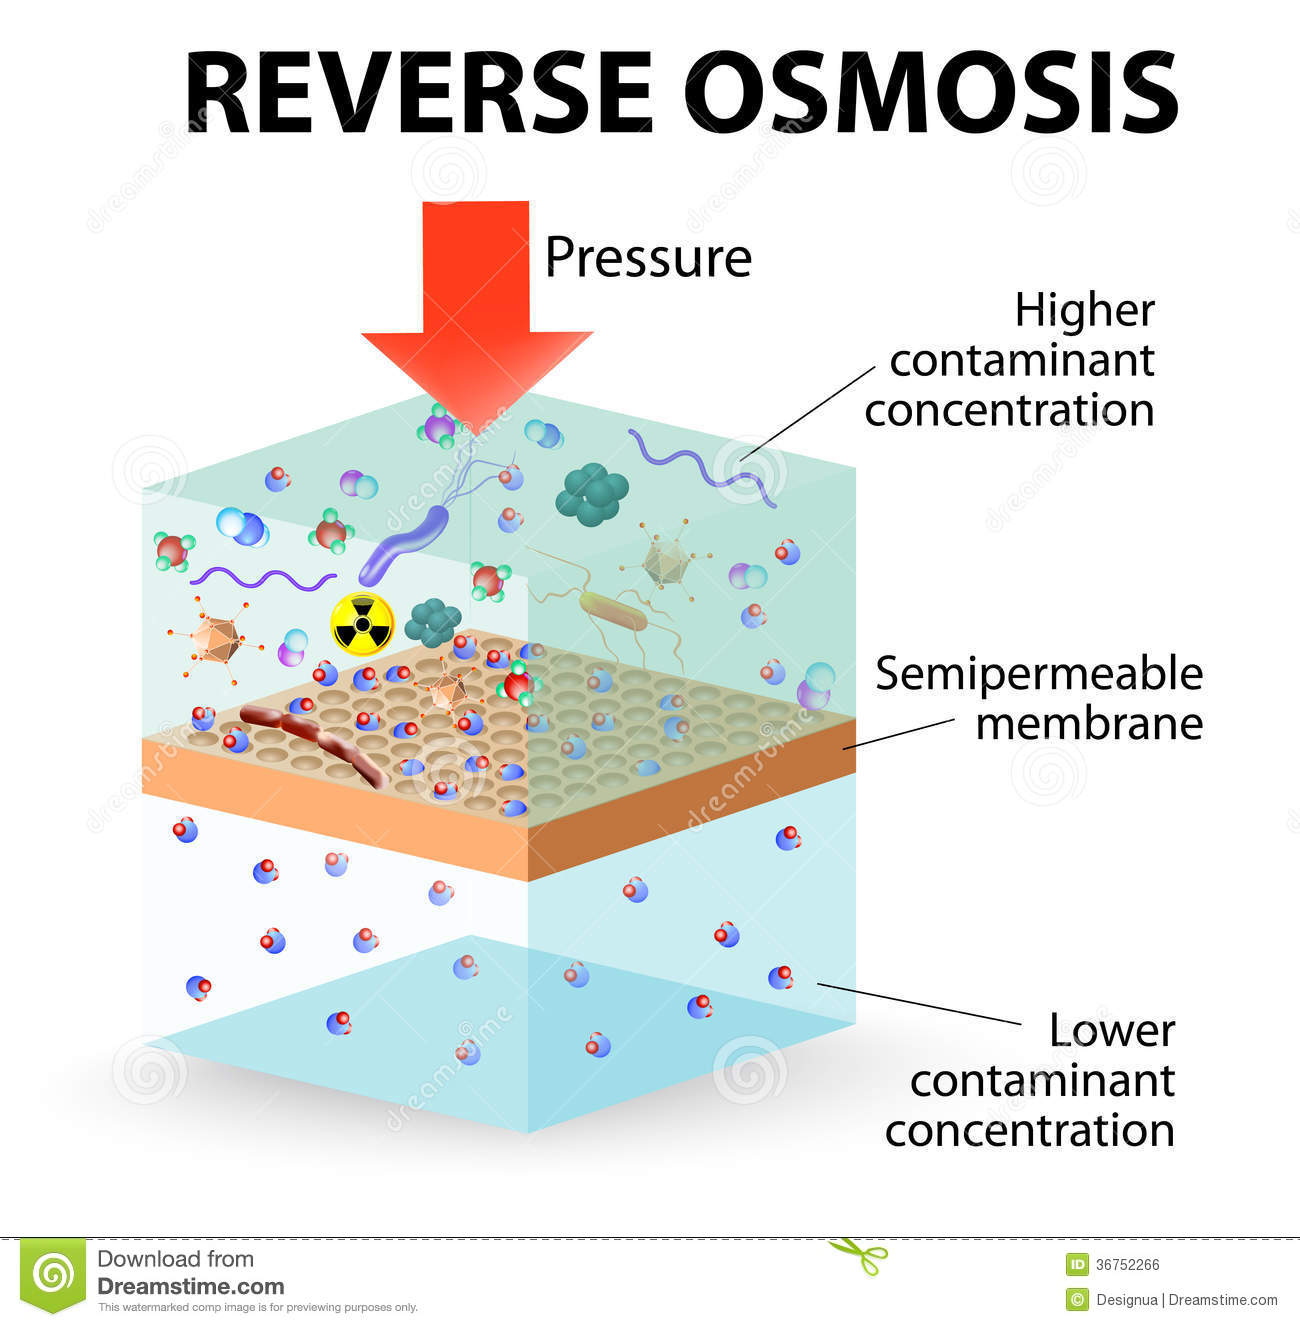 REVERSE OSMOSIS
Pressure
Higher
contaminant
concentration
Semipermeable
membrane
Lower
contaminant
concentration
Download from
Dreamstime.com
This watermarked comp image is for previewing purposes only.
ID 36752266
© Designua | Dreamstime.com
dreamstime